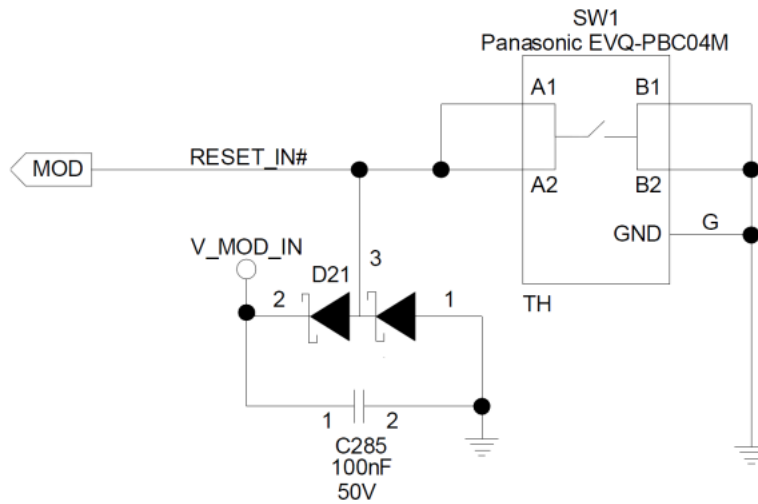 SW1
Panasonic EVQ-PBC04M
A1
B1
RESET_IN#
MOD
A2
B2
GND
G
V_MOD_IN
D21
3
2
1
TH
1
2
C285
100nF
50V